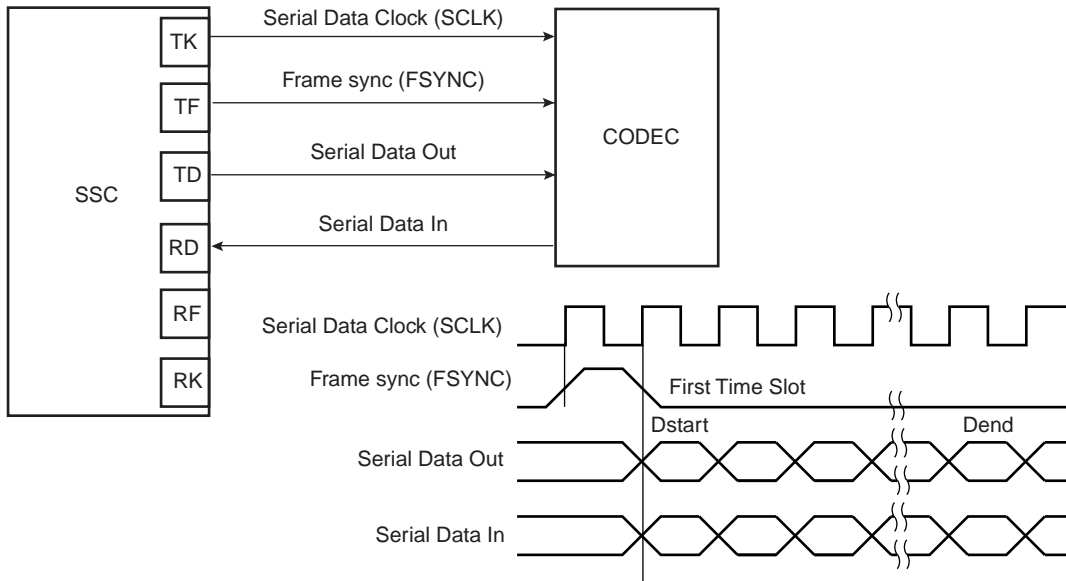 Serial Data Clock (SCLK)
TK
Frame sync (FSYNC)
TF
CODEC
Serial Data Out
TD
SSC
Serial Data In
RD
RF
Serial Data Clock (SCLK)
RK
Frame sync (FSYNC)
First Time Slot
Dstart
Dend
Serial Data Out
Serial Data In